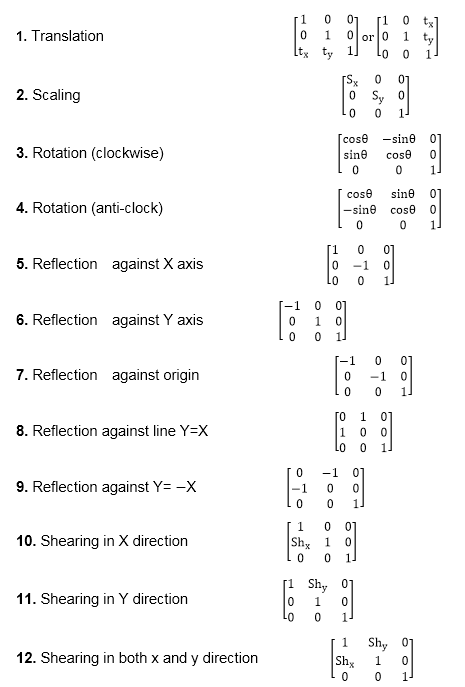 1. Translation [1 0 0; 0 1 0; tx ty 1] or [1 0 tx; 0 1 ty; 0 0 1]
2. Scaling [Sx 0 0; 0 Sy 0; 0 0 1]
3. Rotation (clockwise) [cosθ −sinθ 0; sinθ cosθ 0; 0 0 1]
4. Rotation (anti-clock) [cosθ sinθ 0; −sinθ cosθ 0; 0 0 1]
5. Reflection against X axis [1 0 0; 0 −1 0; 0 0 1]
6. Reflection against Y axis [−1 0 0; 0 1 0; 0 0 1]
7. Reflection against origin [−1 0 0; 0 −1 0; 0 0 1]
8. Reflection against line Y=X [0 1 0; 1 0 0; 0 0 1]
9. Reflection against Y= −X [0 −1 0; −1 0 0; 0 0 1]
10. Shearing in X direction [1 0 0; Shx 1 0; 0 0 1]
11. Shearing in Y direction [1 Shy 0; 0 1 0; 0 0 1]
12. Shearing in both x and y direction [1 Shy 0; Shx 1 0; 0 0 1]